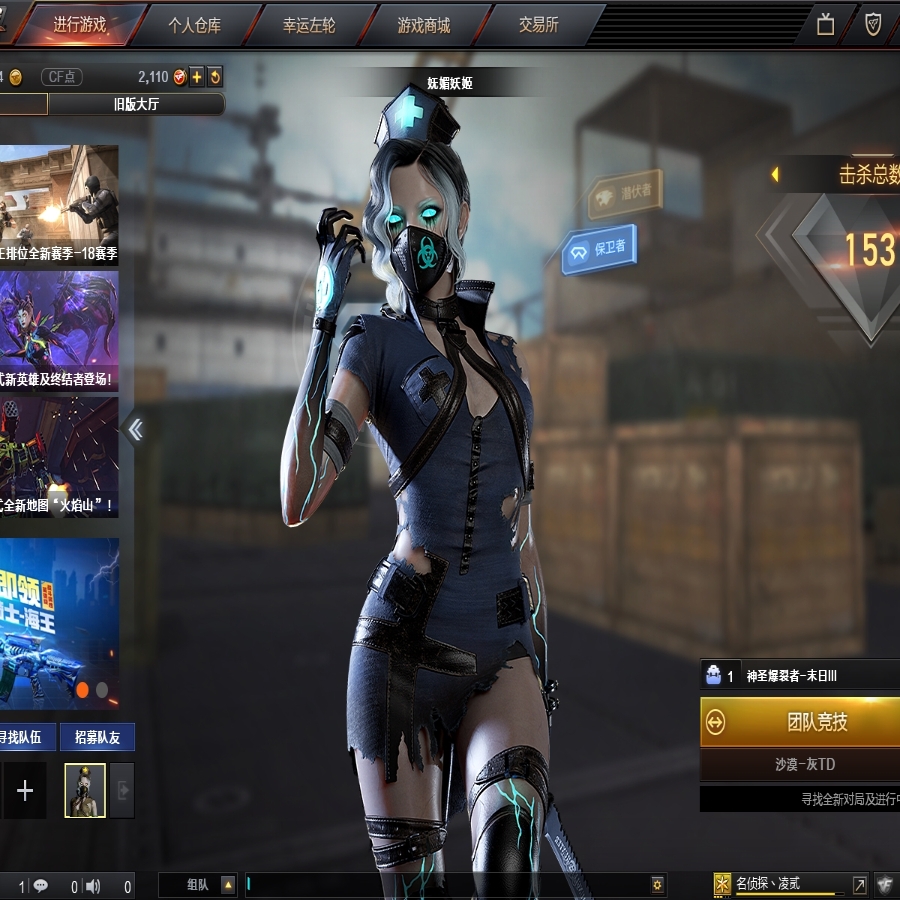 进行游戏
个人仓库
幸运左轮
游戏商城
交易所
4
CF点
2,110
旧版大厅
妩媚妖姬
潜伏者
保卫者
击杀总数
153
王排位全新赛季-18赛季
式新英雄及终结者登场!
式全新地图“火焰山”!
即领
骑士-海王
寻找队伍
招募队友
1 神圣爆裂者-末日III
团队竞技
沙漠-灰TD
寻找全新对局及进行中
1
0
0
组队
名侦探丶凌贰